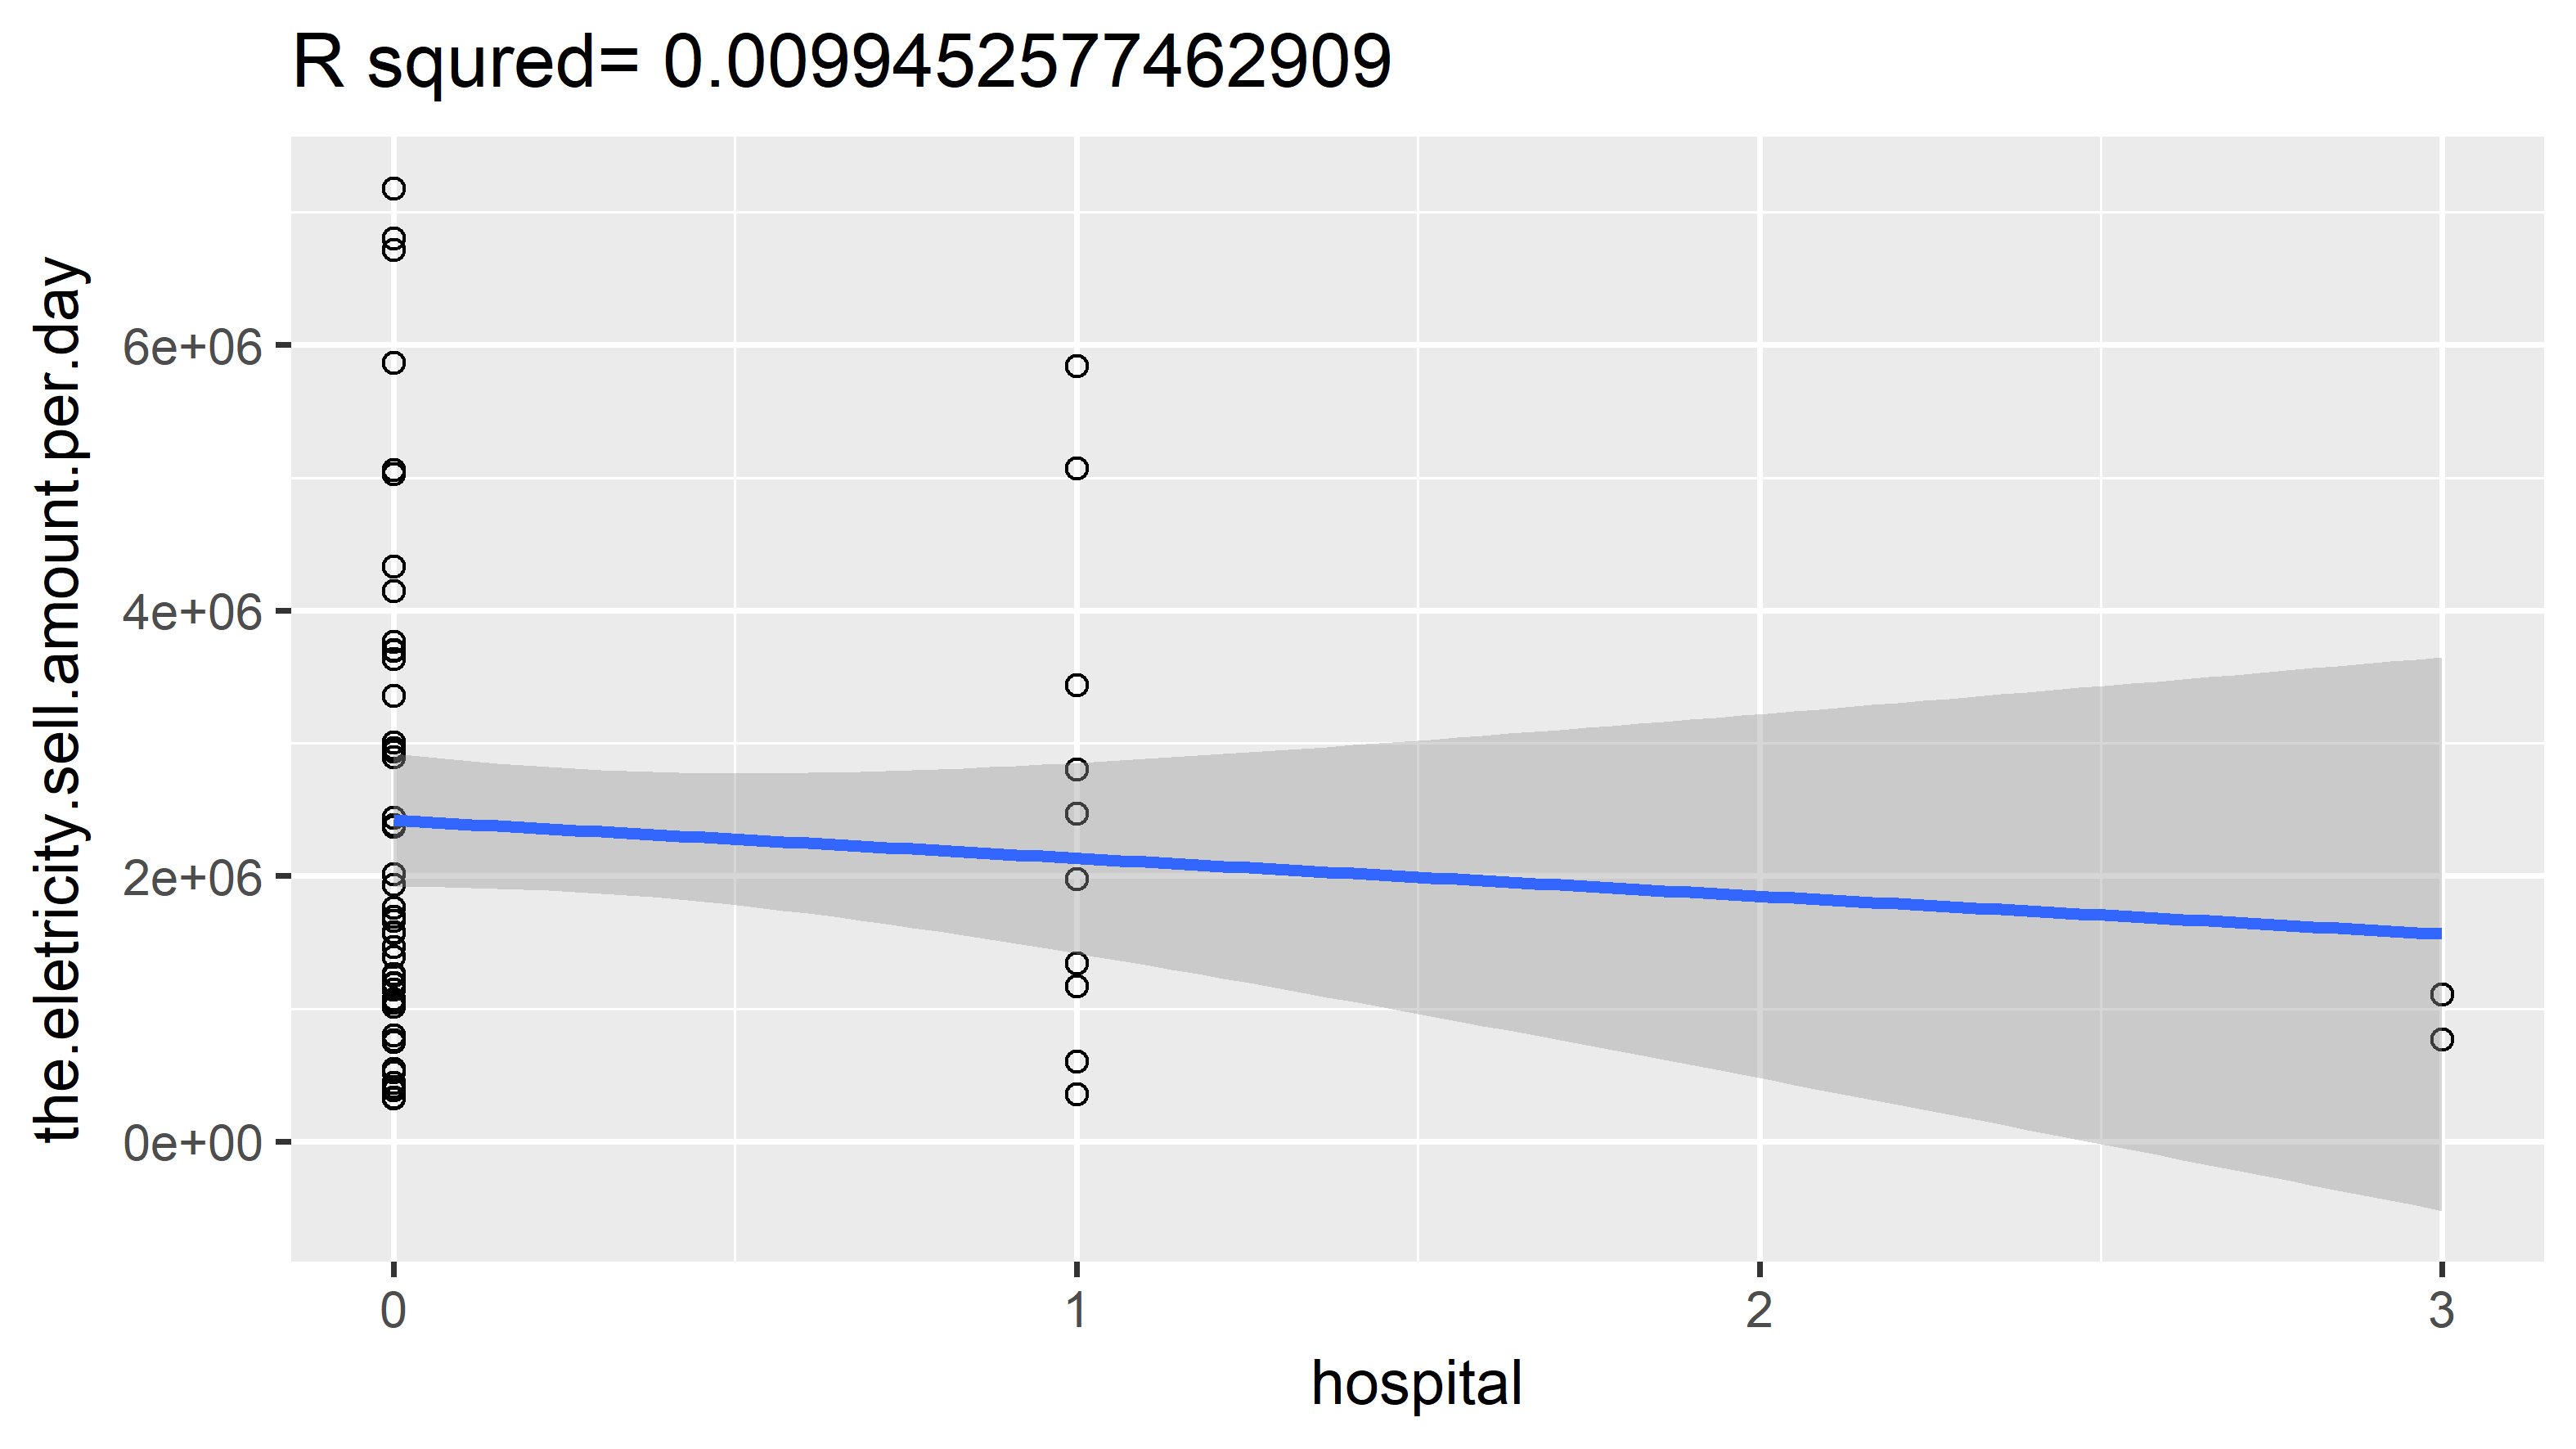 R squred= 0.0099452577462909
the.eletricity.sell.amount.per.day
6e+06
4e+06
2e+06
0e+00
0
1
2
3
hospital